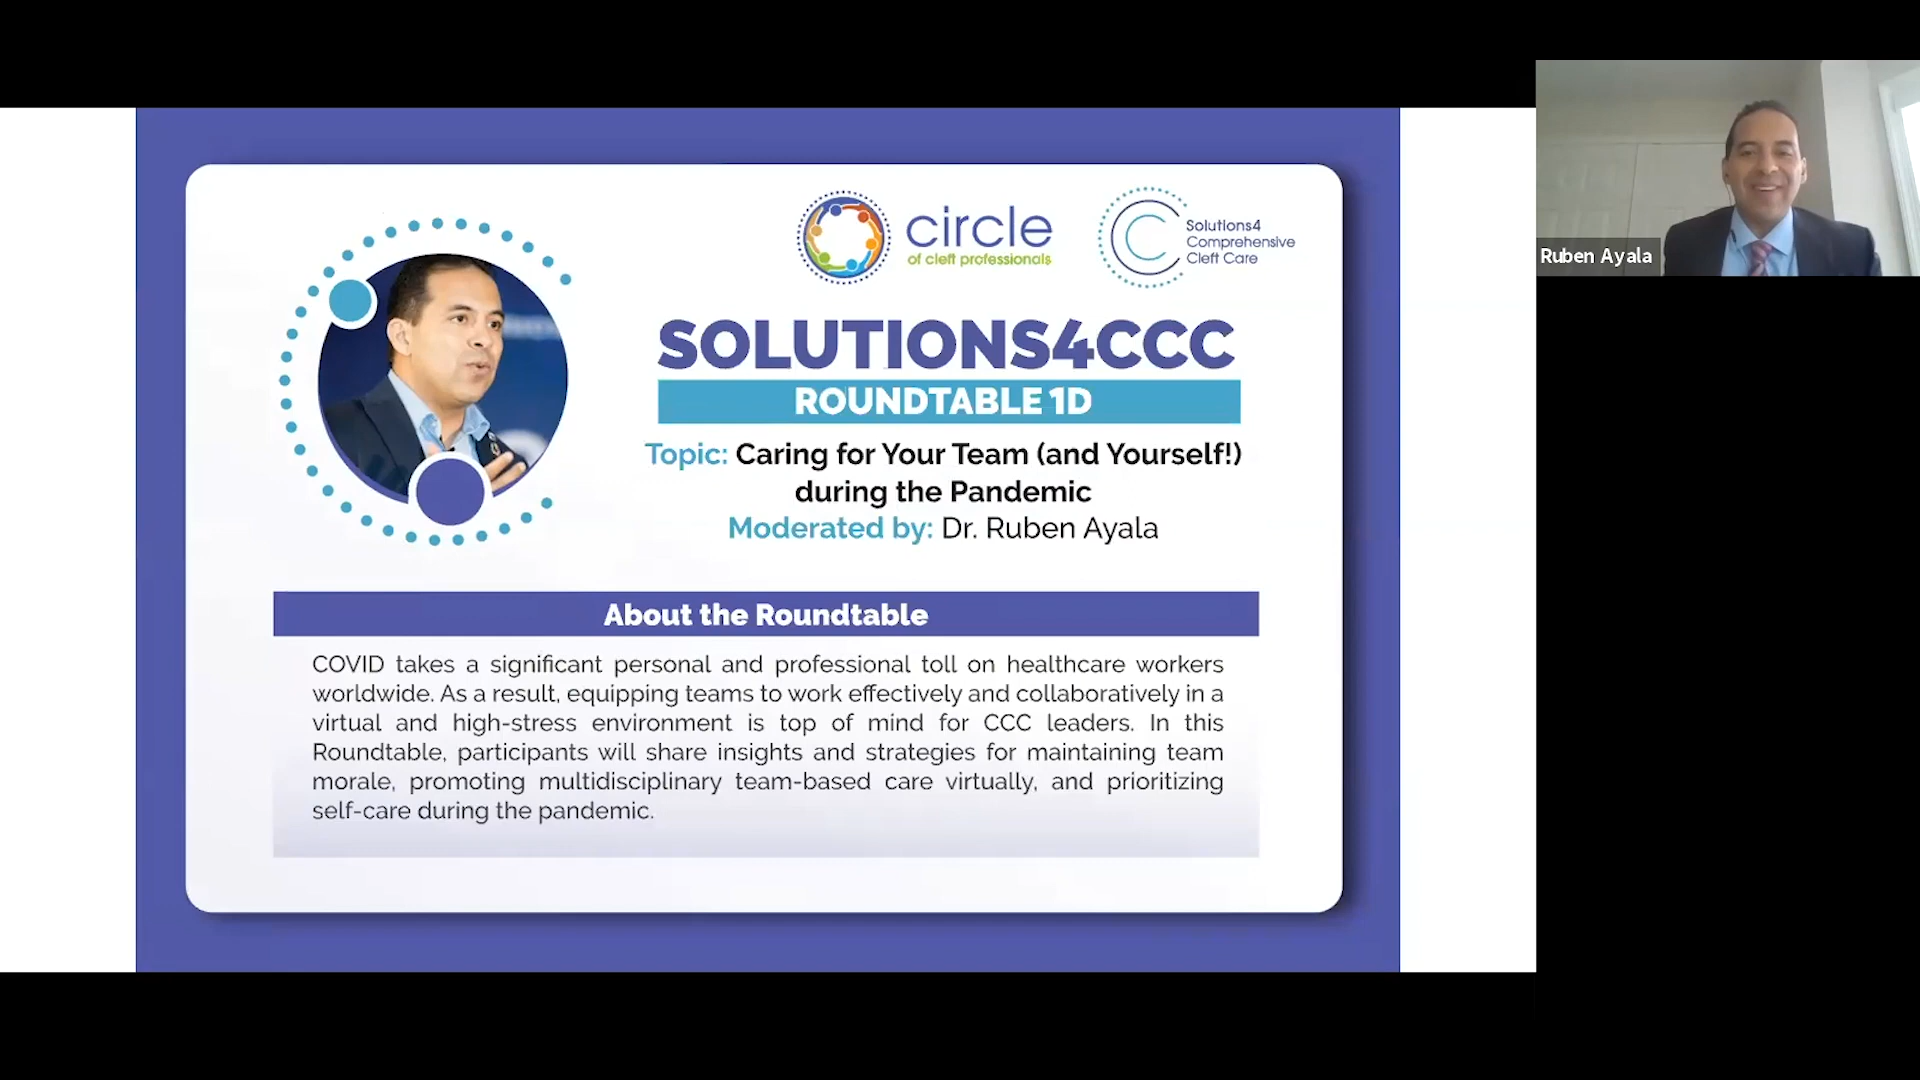 circle
of cleft professionals
Solutions4
Comprehensive
Cleft Care
SOLUTIONS4CCC
ROUNDTABLE 1D
Topic: Caring for Your Team (and Yourself!)
during the Pandemic
Moderated by: Dr. Ruben Ayala
About the Roundtable
COVID takes a significant personal and professional toll on healthcare workers
worldwide. As a result, equipping teams to work effectively and collaboratively in a
virtual and high-stress environment is top of mind for CCC leaders. In this
Roundtable, participants will share insights and strategies for maintaining team
morale, promoting multidisciplinary team-based care virtually, and prioritizing
self-care during the pandemic.
Ruben Ayala